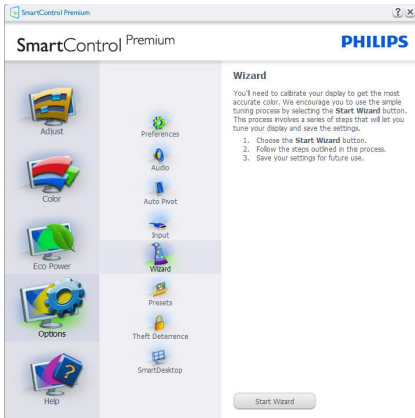 SmartControl Premium
? X
SmartControl Premium
PHILIPS
Adjust
Color
Eco Power
Options
Help
Preferences
Audio
Auto Pivot
Input
Wizard
Presets
Theft Deterrence
SmartDesktop
Wizard
You'll need to calibrate your display to get the most
accurate color. We encourage you to use the simple
tuning process by selecting the Start Wizard button.
This process involves a series of steps that will let you
tune your display and save the settings.
1. Choose the Start Wizard button.
2. Follow the steps outlined in this process.
3. Save your settings for future use.
Start Wizard